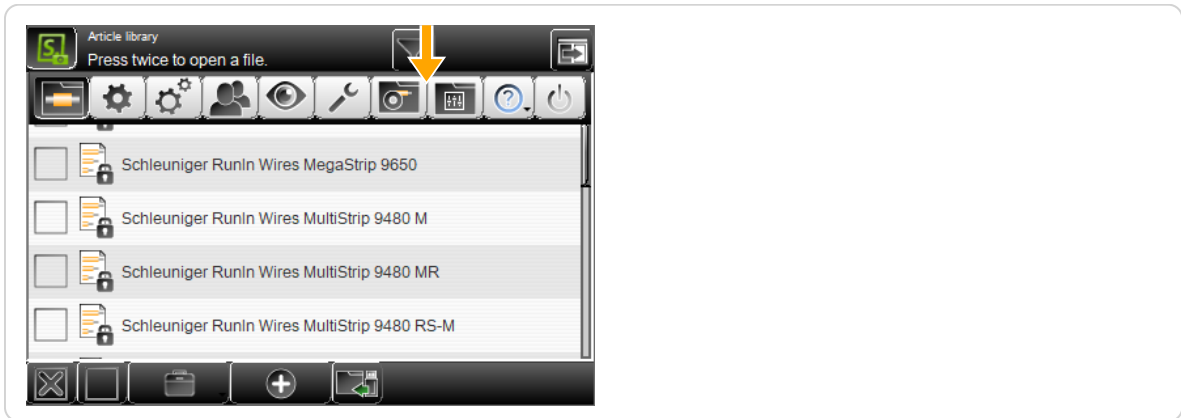 Article library
Press twice to open a file.
Schleuniger RunIn Wires MegaStrip 9650
Schleuniger RunIn Wires MultiStrip 9480 M
Schleuniger RunIn Wires MultiStrip 9480 MR
Schleuniger RunIn Wires MultiStrip 9480 RS-M